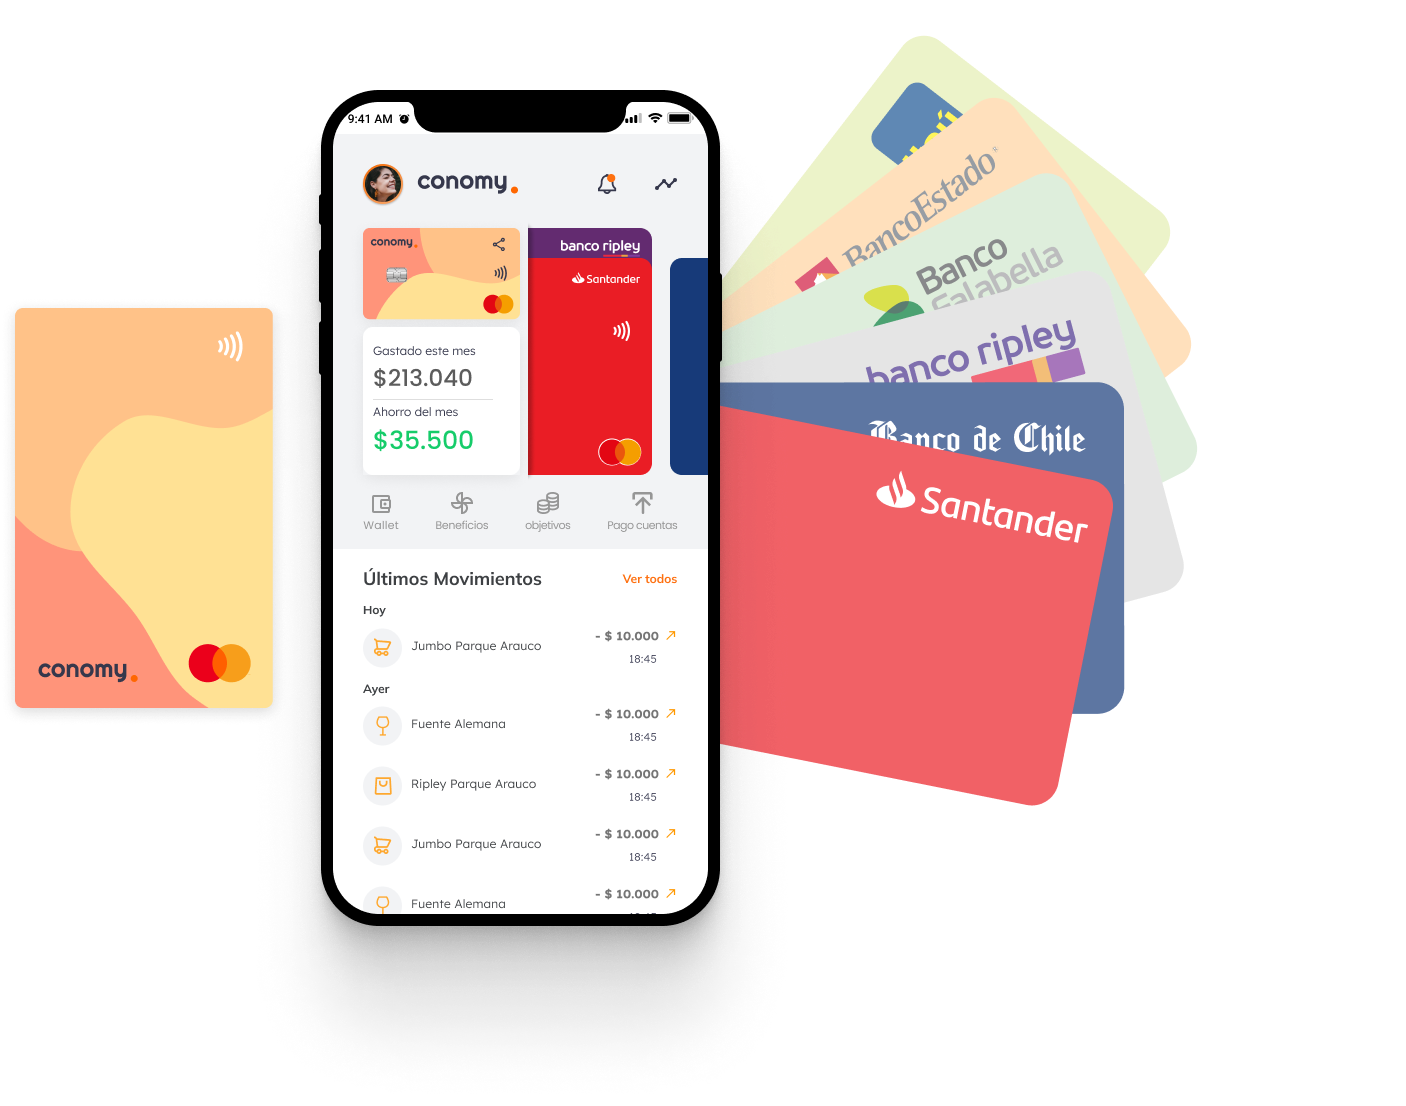 conomy.
9:41 AM
conomy.
conomy.
banco ripley
Santander
Gastado este mes
$213.040
Ahorro del mes
$35.500
Wallet
Beneficios
objetivos
Pago cuentas
Últimos Movimientos
Ver todos
Hoy
Jumbo Parque Arauco
- $ 10.000
18:45
Ayer
Fuente Alemana
- $ 10.000
18:45
Ripley Parque Arauco
- $ 10.000
18:45
Jumbo Parque Arauco
- $ 10.000
18:45
Fuente Alemana
- $ 10.000
BancoEstado®
Banco
Falabella
banco ripley
Banco de Chile
Santander